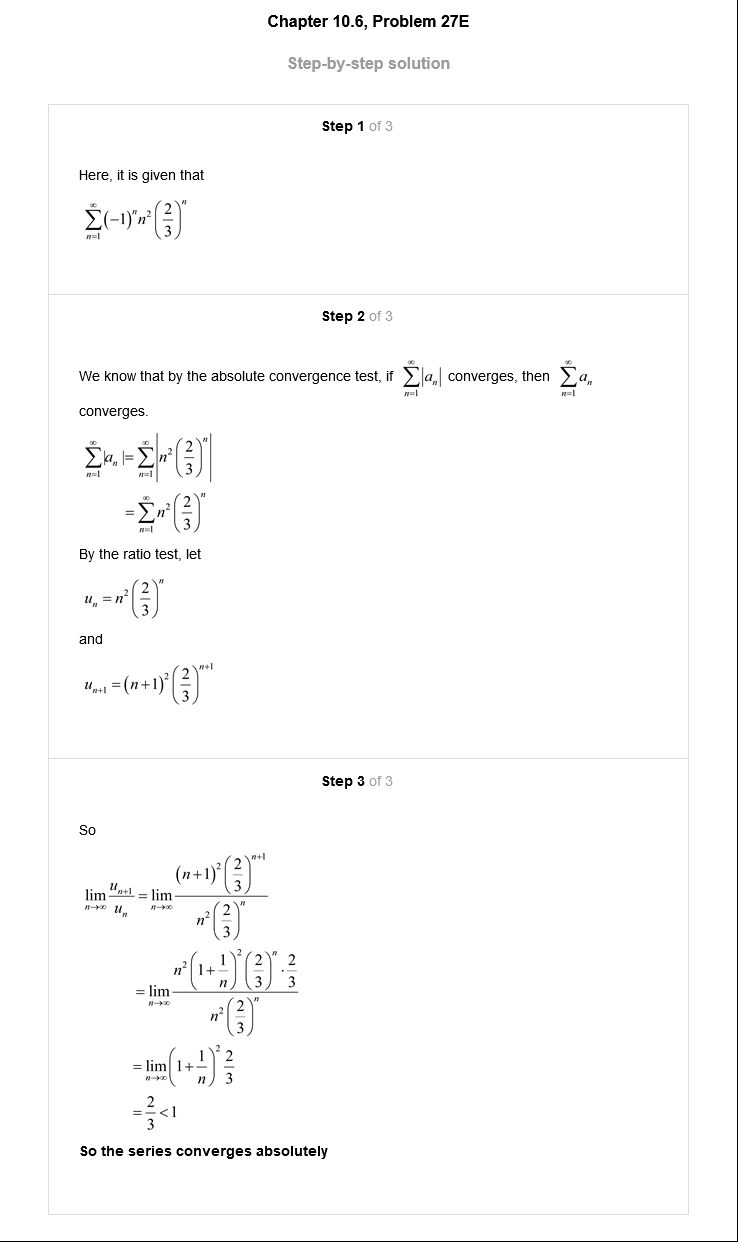 Chapter 10.6, Problem 27E
Step-by-step solution
Step 1 of 3
Here, it is given that
$\sum_{n=1}^{\infty}(-1)^n n^2\left(\frac{2}{3}\right)^n$
Step 2 of 3
We know that by the absolute convergence test, if $\sum_{n=1}^{\infty}|a_n|$ converges, then $\sum_{n=1}^{\infty}a_n$
converges.
$\sum_{n=1}^{\infty}|a_n|=\sum_{n=1}^{\infty}\left|n^2\left(\frac{2}{3}\right)^n\right|$
$=\sum_{n=1}^{\infty}n^2\left(\frac{2}{3}\right)^n$
By the ratio test, let
$u_n=n^2\left(\frac{2}{3}\right)^n$
and
$u_{n+1}=(n+1)^2\left(\frac{2}{3}\right)^{n+1}$
Step 3 of 3
So
$\lim_{n\to\infty}\frac{u_{n+1}}{u_n}=\lim_{n\to\infty}\frac{(n+1)^2\left(\frac{2}{3}\right)^{n+1}}{n^2\left(\frac{2}{3}\right)^n}$
$=\lim_{n\to\infty}\frac{n^2\left(1+\frac{1}{n}\right)^2\left(\frac{2}{3}\right)^n\cdot\frac{2}{3}}{n^2\left(\frac{2}{3}\right)^n}$
$=\lim_{n\to\infty}\left(1+\frac{1}{n}\right)^2\frac{2}{3}$
$=\frac{2}{3}<1$
So the series converges absolutely